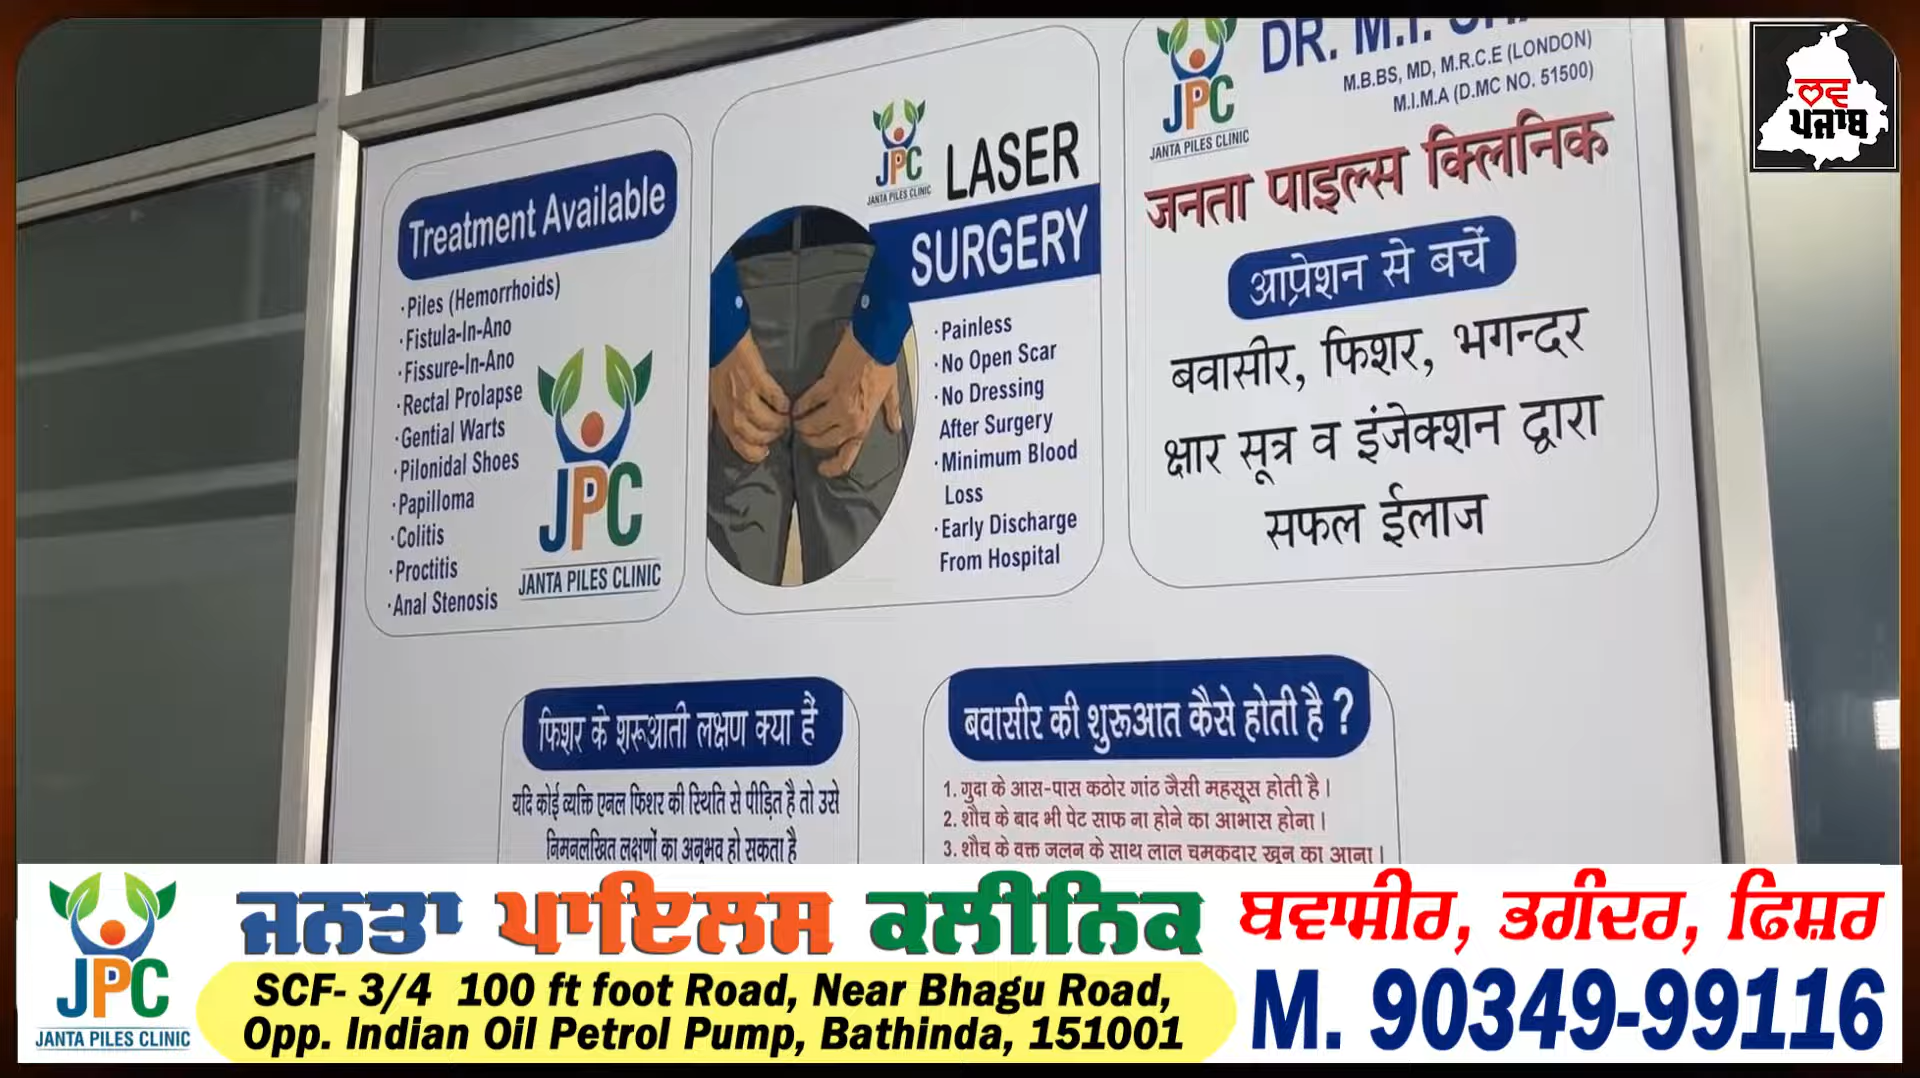 Treatment Available
·Piles (Hemorrhoids)
·Fistula-In-Ano
·Fissure-In-Ano
·Rectal Prolapse
·Gential Warts
·Pilonidal Shoes
·Papilloma
·Colitis
·Proctitis
·Anal Stenosis
JPC
JANTA PILES CLINIC
JPC
JANTA PILES CLINIC
LASER
SURGERY
·Painless
·No Open Scar
·No Dressing
After Surgery
·Minimum Blood
Loss
·Early Discharge
From Hospital
JPC
JANTA PILES CLINIC
DR. M.I.
M.B.BS, MD, M.R.C.E (LONDON)
M.I.M.A (D.MC NO. 51500)
जनता पाइल्स क्लिनिक
आप्रेशन से बचें
बवासीर, फिशर, भगन्दर
क्षार सूत्र व इंजेक्शन द्वारा
सफल ईलाज
फिशर के शरूआती लक्षण क्या हैं
यदि कोई व्यक्ति एनल फिशर की स्थिति से पीड़ित है तो उसे
निमनलखित लक्षणों का अनुभव हो सकता है
बवासीर की शुरूआत कैसे होती है ?
1. गुदा के आस-पास कठोर गांठ जैसी महसूस होती है।
2. शौच के बाद भी पेट साफ ना होने का आभास होना।
3. शौच के वक्त जलन के साथ लाल चमकदार खून का आना।
ਲਵ
ਪੰਜਾਬ
JPC
JANTA PILES CLINIC
ਜਨਤਾ ਪਾਇਲਸ ਕਲੀਨਿਕ
SCF- 3/4 100 ft foot Road, Near Bhagu Road,
Opp. Indian Oil Petrol Pump, Bathinda, 151001
ਬਵਾਸੀਰ, ਭਗੰਦਰ, ਫਿਸ਼ਰ
M. 90349-99116